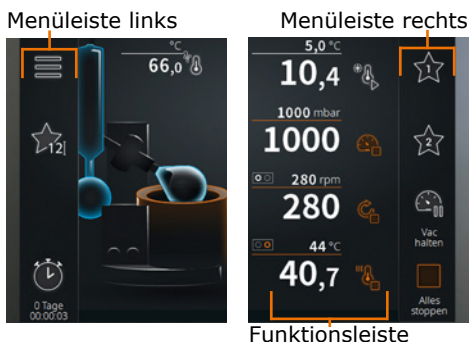 Menüleiste links
Menüleiste rechts
°C
66,0
12
0 Tage
00:00:03
5,0 °C
10,4
1000 mbar
1000
280 rpm
280
44 °C
40,7
1
2
Vac
halten
Alles
stoppen
Funktionsleiste